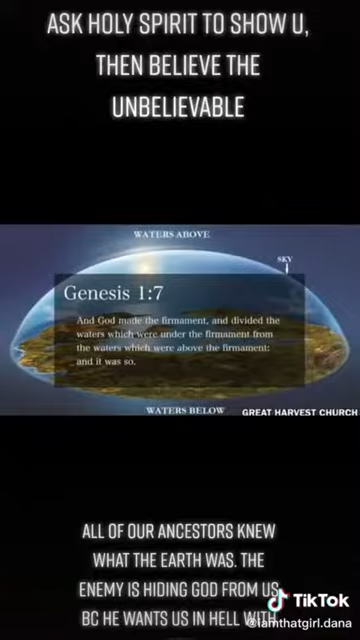 ASK HOLY SPIRIT TO SHOW U,
THEN BELIEVE THE
UNBELIEVABLE
WATERS ABOVE
SKY
Genesis 1:7
And God made the firmament, and divided the
waters which were under the firmament from
the waters which were above the firmament:
and it was so.
WATERS BELOW
GREAT HARVEST CHURCH
ALL OF OUR ANCESTORS KNEW
WHAT THE EARTH WAS. THE
ENEMY IS HIDING GOD FROM US
BC HE WANTS US IN HELL WITH
TikTok
@iamthatgirl.dana